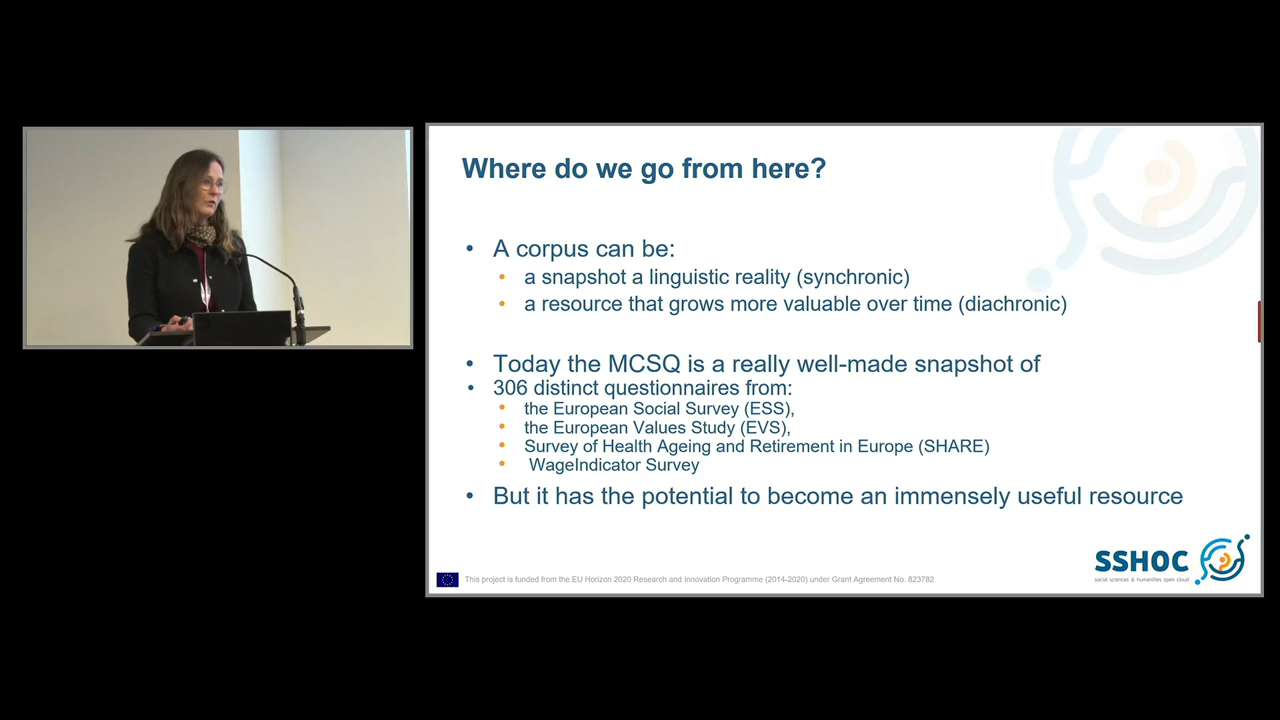 Where do we go from here?
• A corpus can be:
• a snapshot a linguistic reality (synchronic)
• a resource that grows more valuable over time (diachronic)
• Today the MCSQ is a really well-made snapshot of
• 306 distinct questionnaires from:
• the European Social Survey (ESS),
• the European Values Study (EVS),
• Survey of Health Ageing and Retirement in Europe (SHARE)
• WageIndicator Survey
• But it has the potential to become an immensely useful resource
SSHOC
social sciences & humanities open cloud
This project is funded from the EU Horizon 2020 Research and Innovation Programme (2014-2020) under Grant Agreement No. 823782